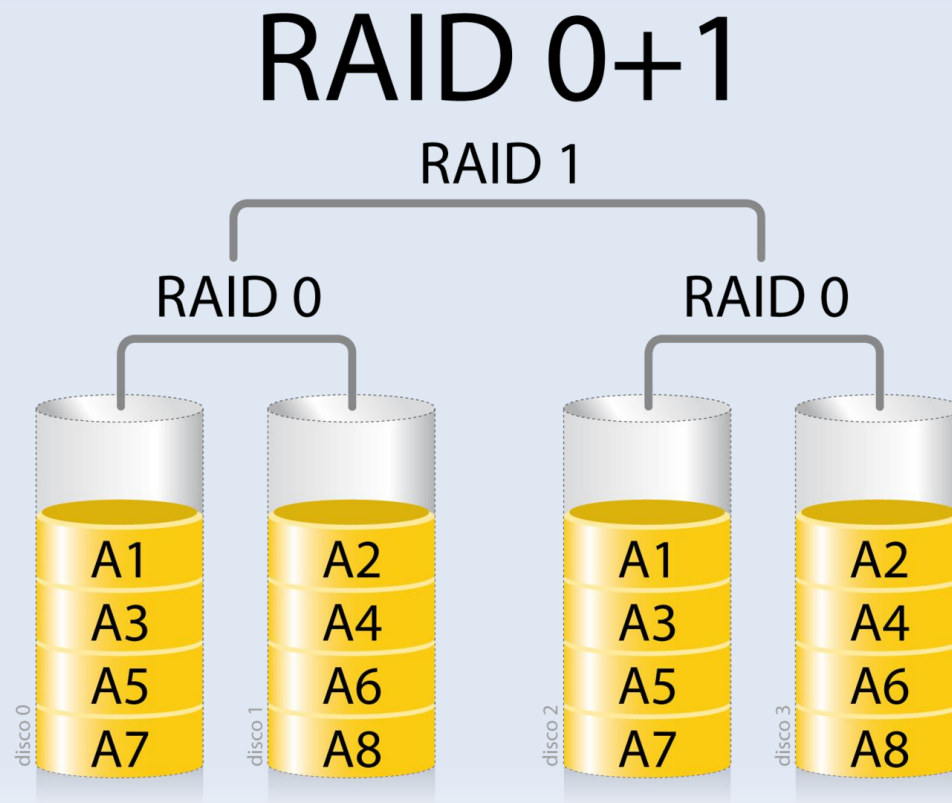 RAID 0+1
RAID 1
RAID 0 RAID 0
A1 A2 A1 A2
A3 A4 A3 A4
A5 A6 A5 A6
A7 A8 A7 A8
disco 0 disco 1 disco 2 disco 3